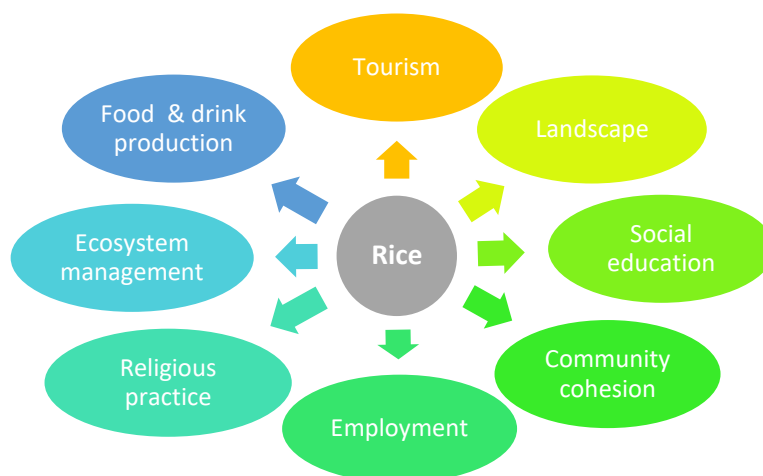 Tourism
Food & drink
production
Landscape
Ecosystem
management
Rice
Social
education
Religious
practice
Community
cohesion
Employment